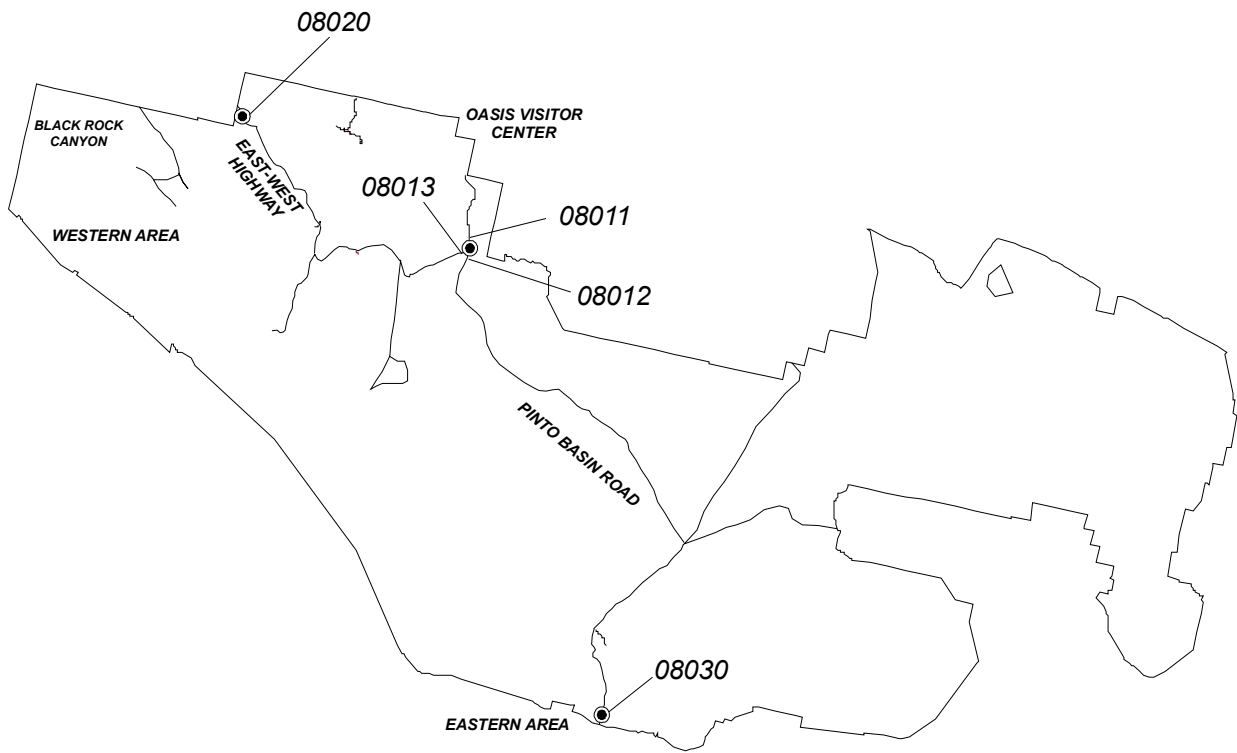 08020
OASIS VISITOR
CENTER
BLACK ROCK
CANYON
EAST-WEST
HIGHWAY
08013
08011
WESTERN AREA
08012
PINTO BASIN ROAD
08030
EASTERN AREA